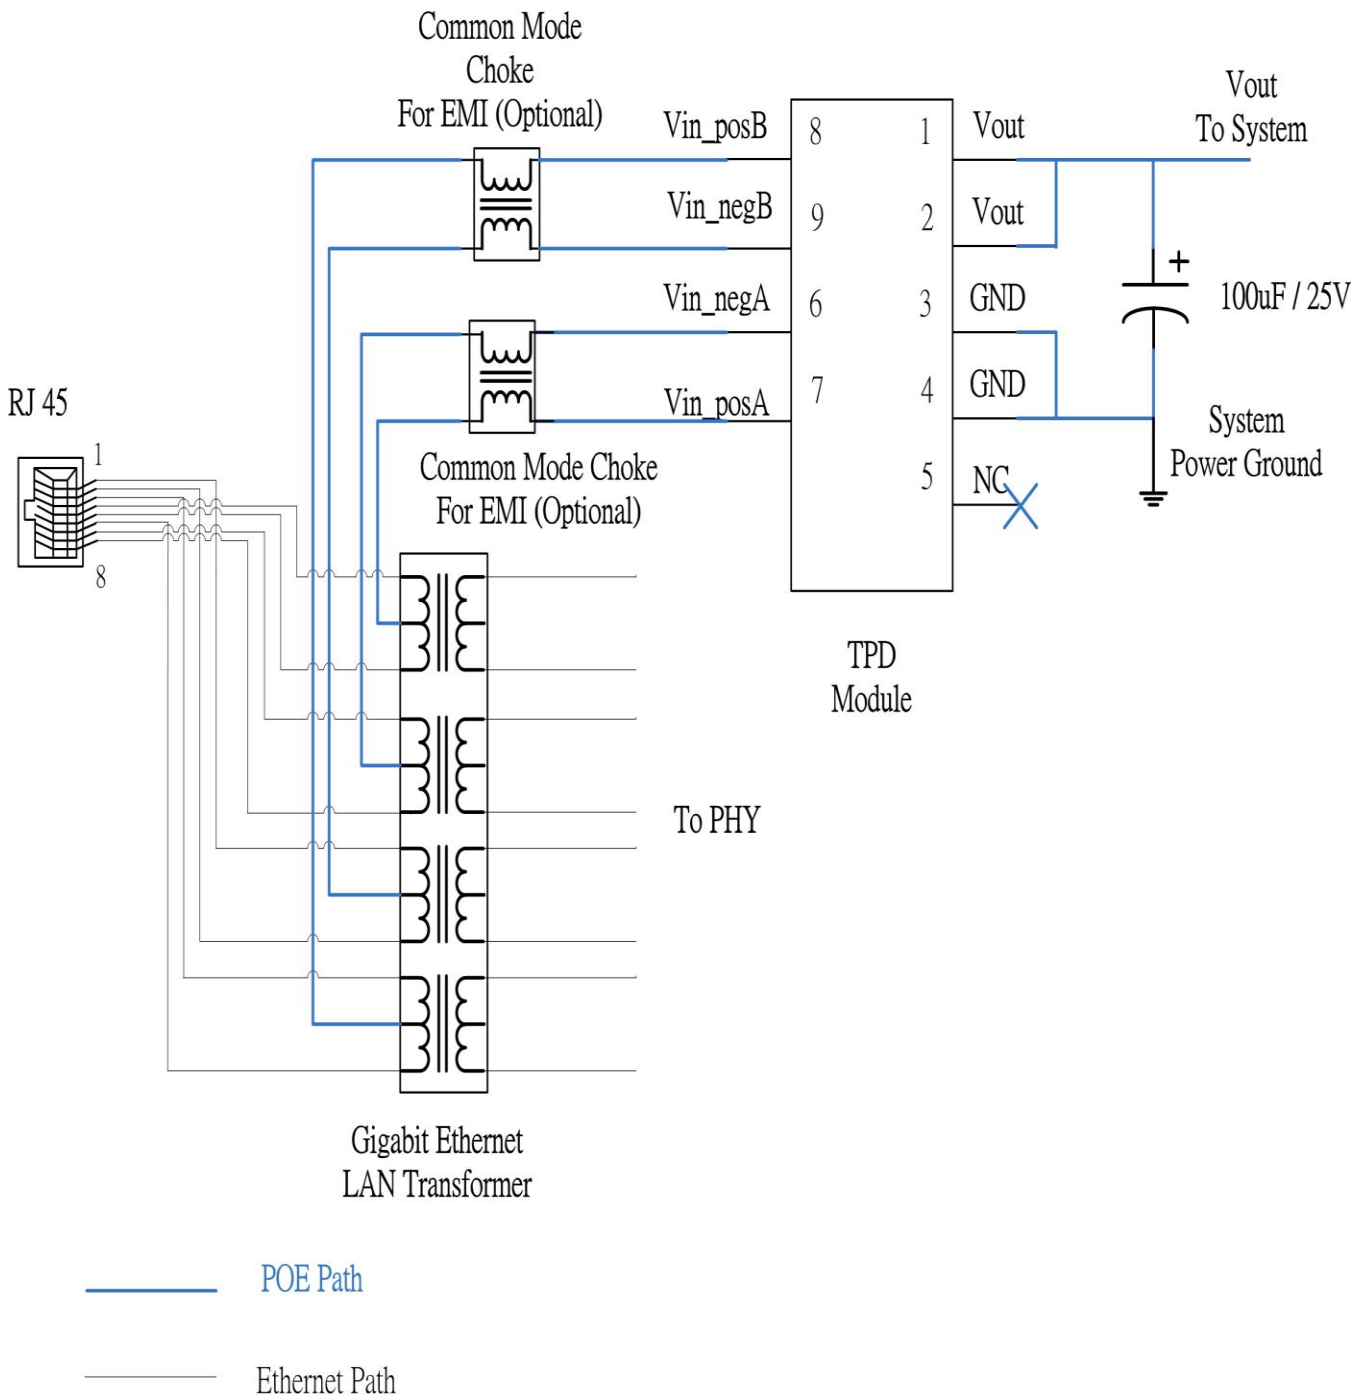 Common Mode
Choke
For EMI (Optional)
Vout
To System
Vin_posB
8
1
Vout
Vin_negB
9
2
Vout
Vin_negA
6
3
GND
+
100uF / 25V
Vin_posA
7
4
GND
System
Power Ground
5
NC
RJ 45
1
8
Common Mode Choke
For EMI (Optional)
TPD
Module
To PHY
Gigabit Ethernet
LAN Transformer
POE Path
Ethernet Path